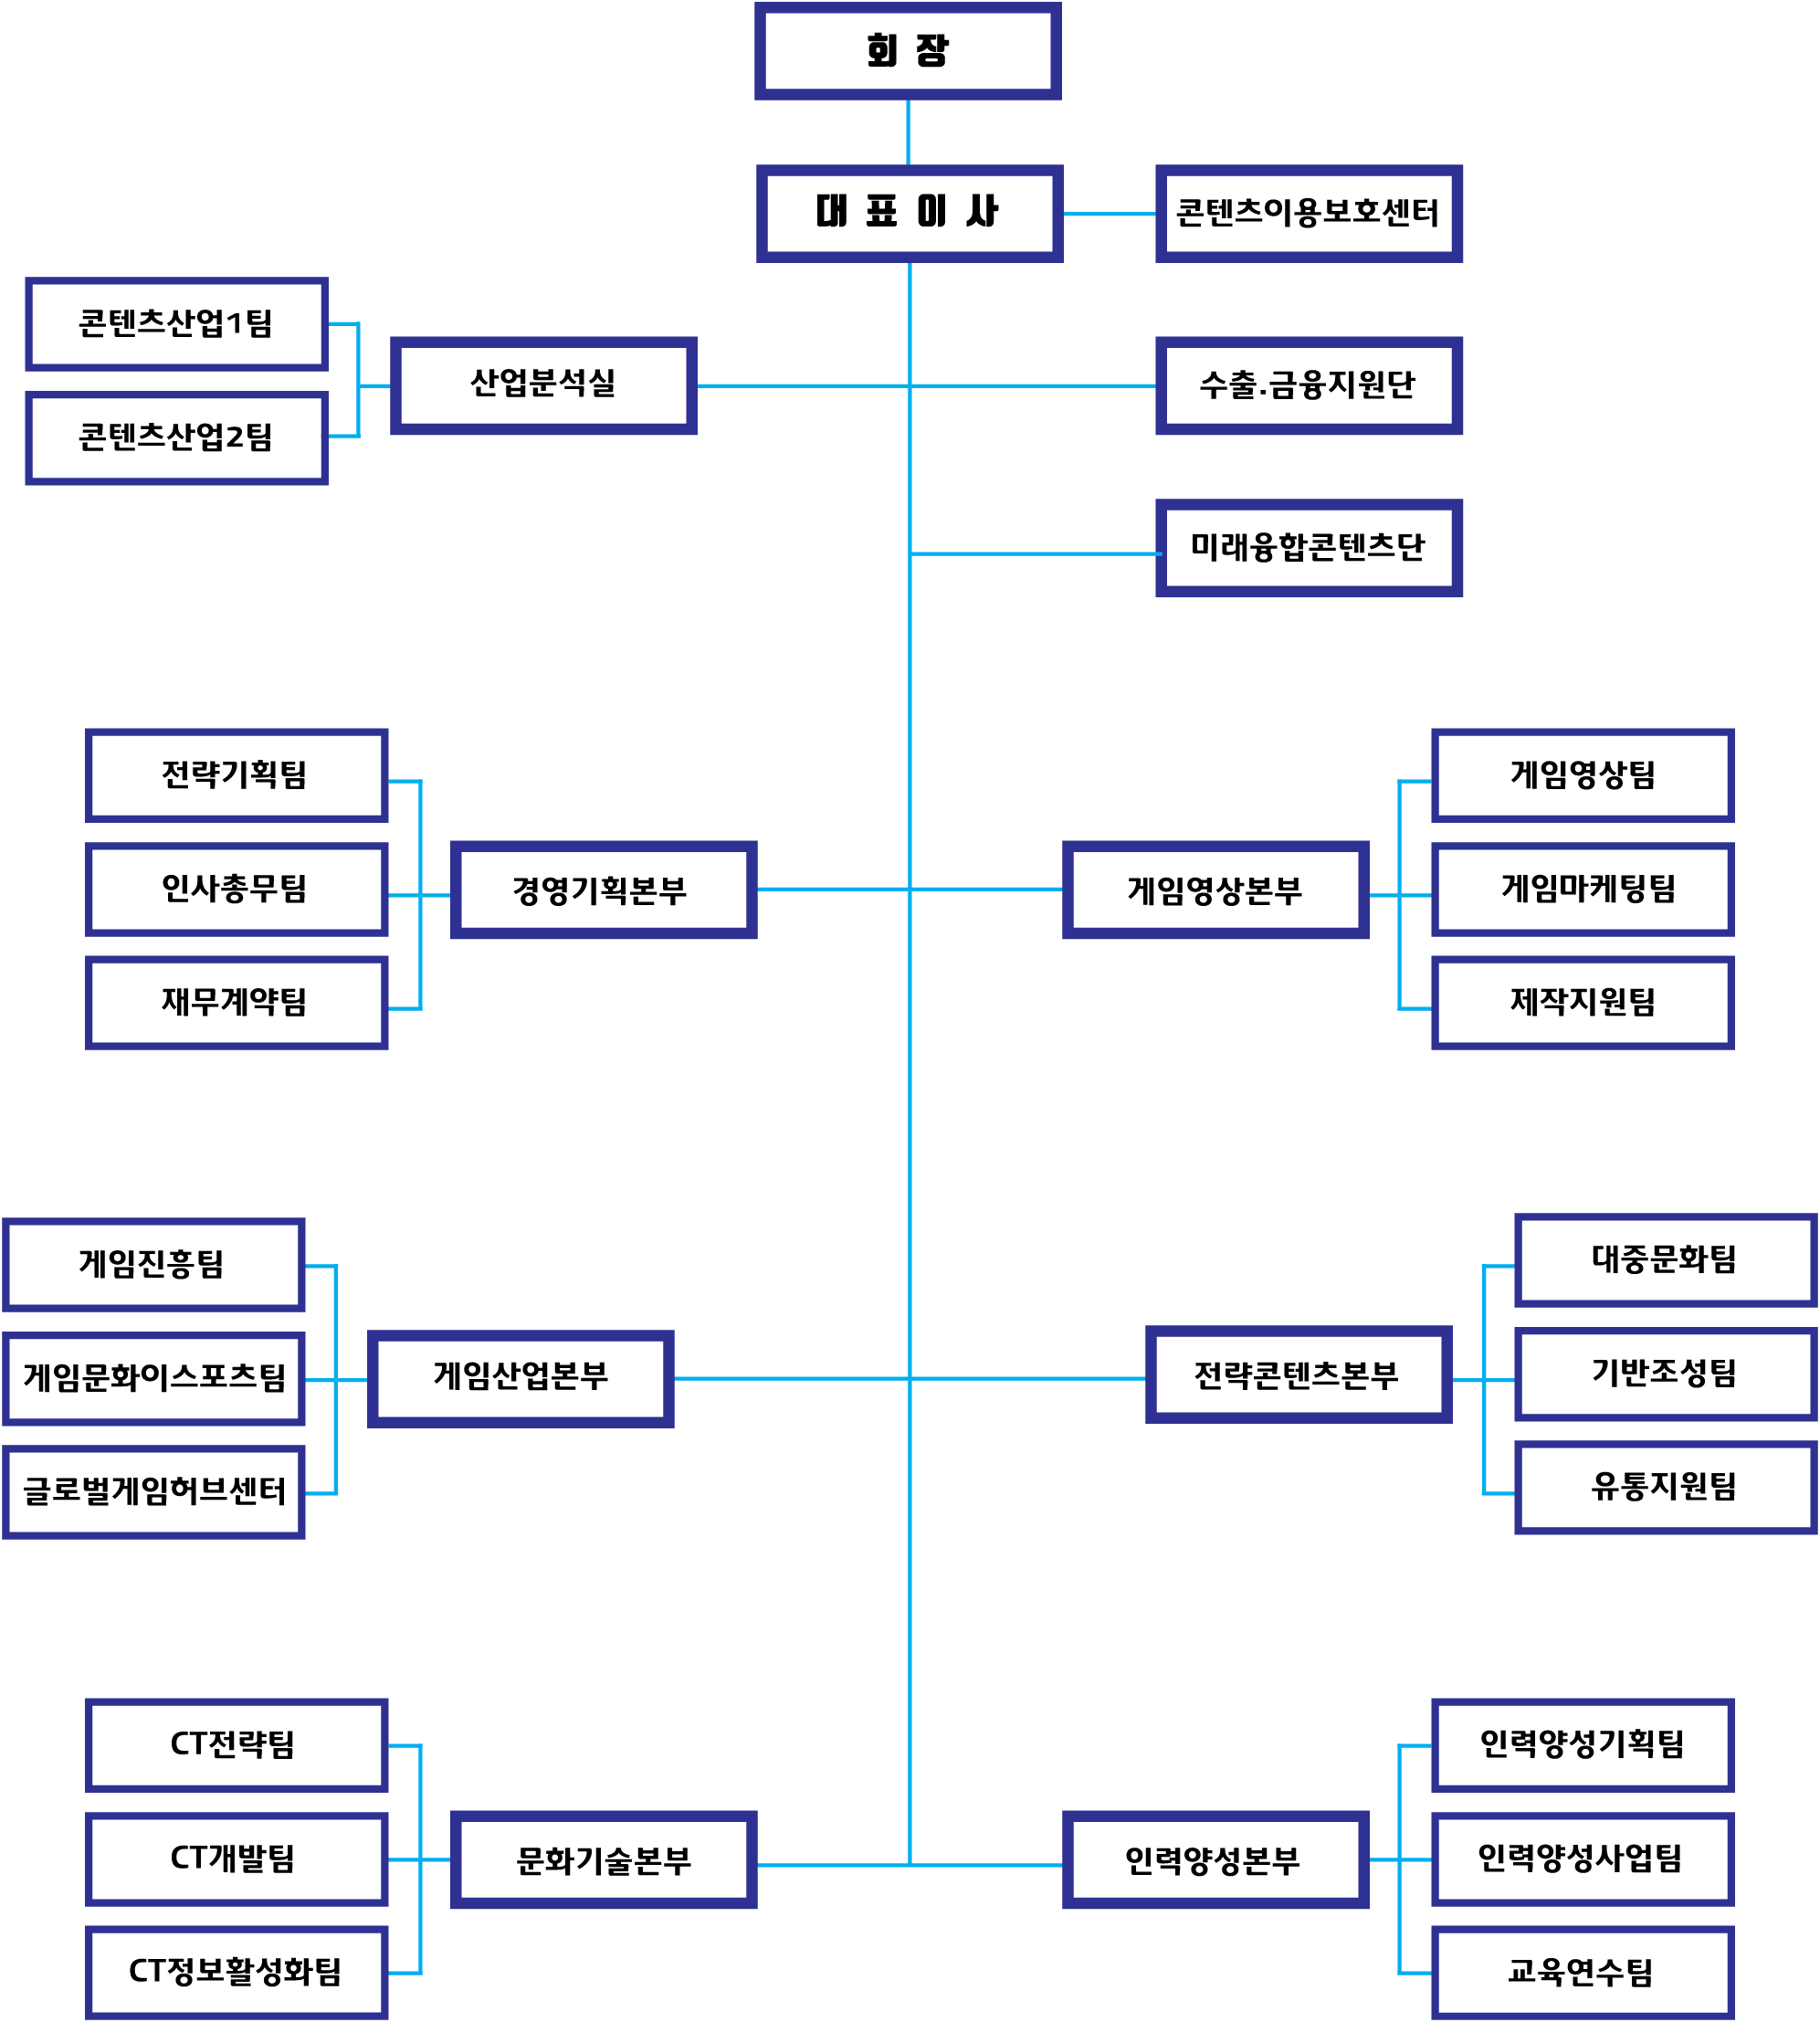 회 장
대 표 이 사
콘텐츠이용보호센터
콘텐츠산업1팀
콘텐츠산업2팀
산업분석실
수출.금융지원단
미래융합콘텐츠단
전략기획팀
인사총무팀
재무계약팀
경영기획본부
게임영상본부
게임영상팀
게임마케팅팀
제작지원팀
게임진흥팀
게임문화이스포츠팀
글로벌게임허브센터
게임산업본부
전략콘텐츠본부
대중문화팀
기반조성팀
유통지원팀
CT전략팀
CT개발팀
CT정보활성화팀
문화기술본부
인력양성본부
인력양성기획팀
인력양성사업팀
교육연수팀